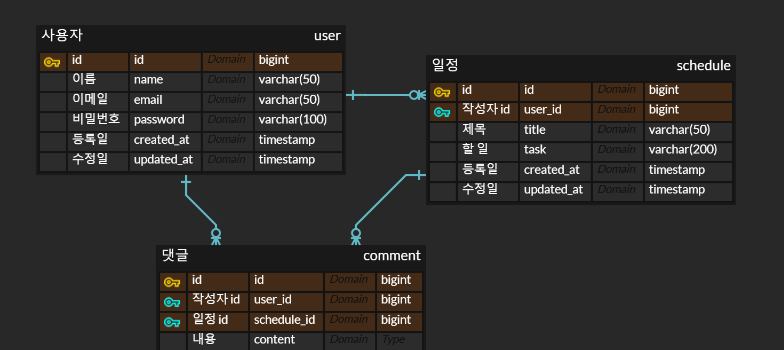 사용자 user
id id Domain bigint
이름 name Domain varchar(50)
이메일 email Domain varchar(50)
비밀번호 password Domain varchar(100)
등록일 created_at Domain timestamp
수정일 updated_at Domain timestamp
일정 schedule
id id Domain bigint
작성자 id user_id Domain bigint
제목 title Domain varchar(50)
할 일 task Domain varchar(200)
등록일 created_at Domain timestamp
수정일 updated_at Domain timestamp
댓글 comment
id id Domain bigint
작성자 id user_id Domain bigint
일정 id schedule_id Domain bigint
내용 content Domain Type